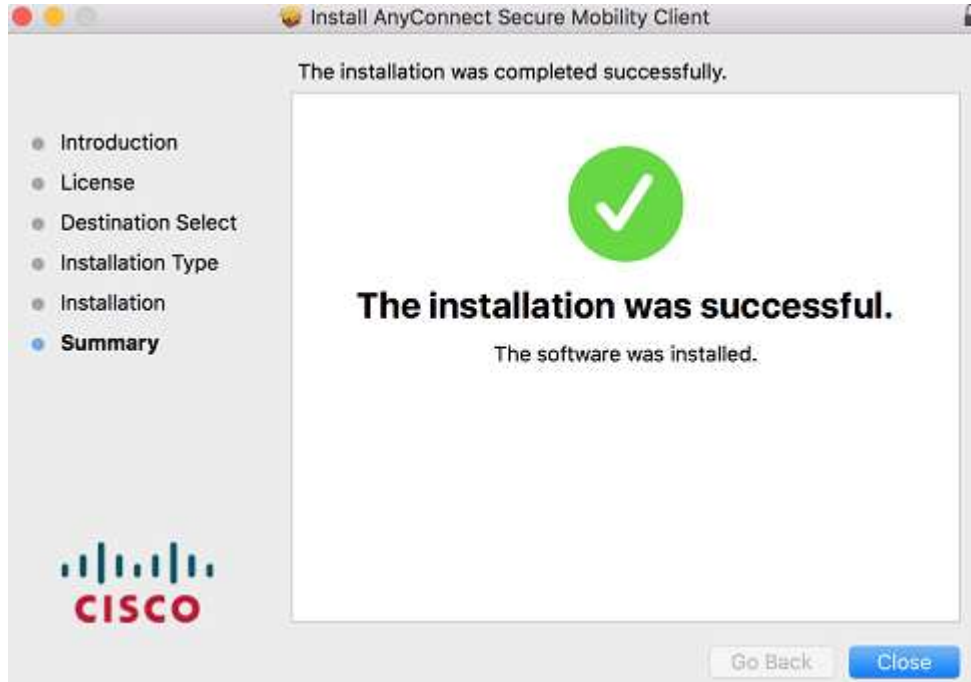 Install AnyConnect Secure Mobility Client
The installation was completed successfully.
Introduction
License
Destination Select
Installation Type
Installation
Summary
The installation was successful.
The software was installed.
CISCO
Go Back
Close